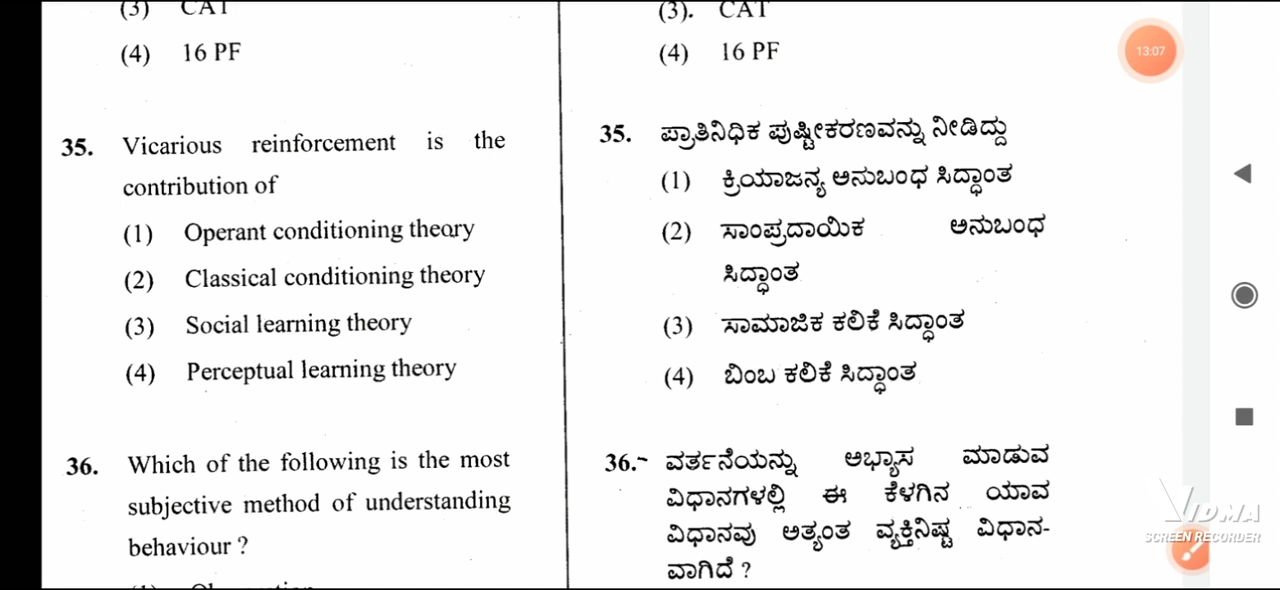 (3) CAT
(4) 16 PF
35. Vicarious reinforcement is the
contribution of
(1) Operant conditioning theory
(2) Classical conditioning theory
(3) Social learning theory
(4) Perceptual learning theory
36. Which of the following is the most
subjective method of understanding
behaviour ?
(3). CAT
(4) 16 PF
35. ಪ್ರಾತಿನಿಧಿಕ ಪುಷ್ಟೀಕರಣವನ್ನು ನೀಡಿದ್ದು
(1) ಕ್ರಿಯಾಜನ್ಯ ಅನುಬಂಧ ಸಿದ್ಧಾಂತ
(2) ಸಾಂಪ್ರದಾಯಿಕ ಅನುಬಂಧ
ಸಿದ್ಧಾಂತ
(3) ಸಾಮಾಜಿಕ ಕಲಿಕೆ ಸಿದ್ಧಾಂತ
(4) ಬಿಂಬ ಕಲಿಕೆ ಸಿದ್ಧಾಂತ
36. ವರ್ತನೆಯನ್ನು ಅಭ್ಯಾಸ ಮಾಡುವ
ವಿಧಾನಗಳಲ್ಲಿ ಈ ಕೆಳಗಿನ ಯಾವ
ವಿಧಾನವು ಅತ್ಯಂತ ವ್ಯಕ್ತಿನಿಷ್ಟ ವಿಧಾನ-
ವಾಗಿದೆ ?
13:07
VIDMA
SCREEN RECORDER